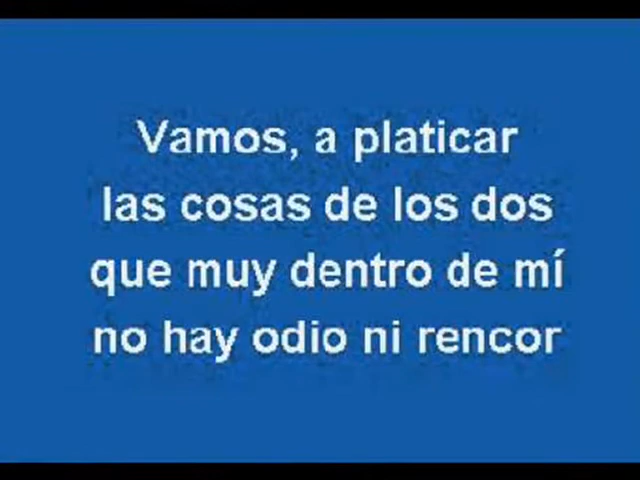 Vamos, a platicar
las cosas de los dos
que muy dentro de mí
no hay odio ni rencor